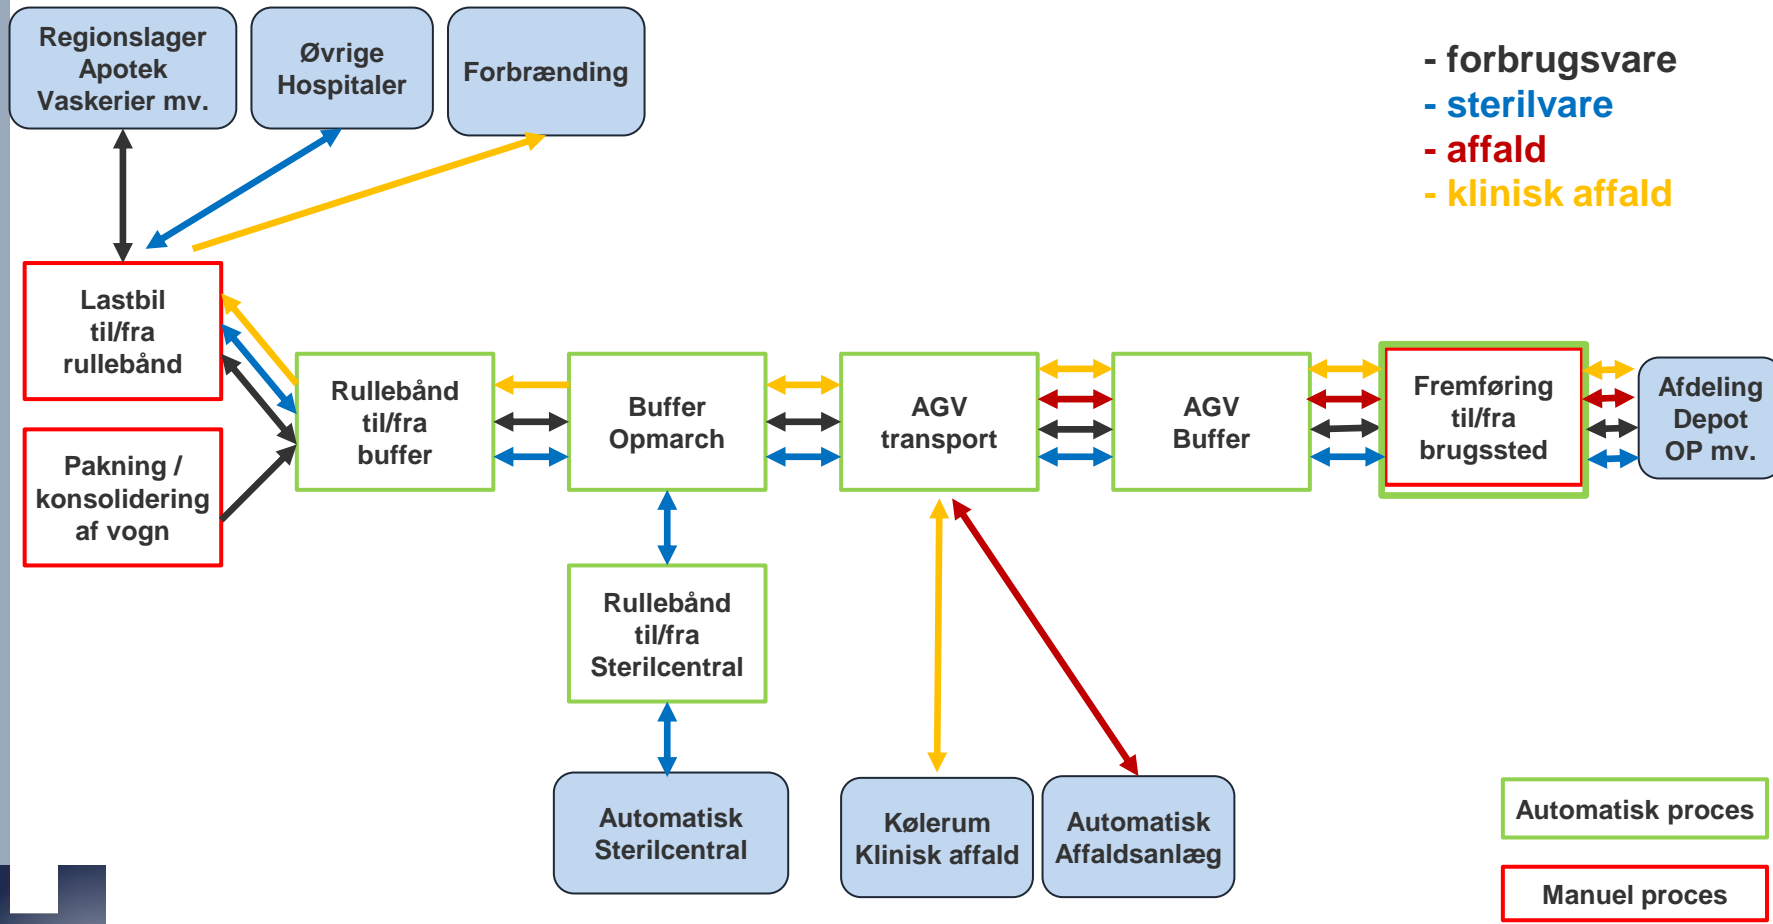 Regionslager
Apotek
Vaskerier mv.
Øvrige
Hospitaler
Forbrænding
- forbrugsvare
- sterilvare
- affald
- klinisk affald
Lastbil
til/fra
rullebånd
Pakning /
konsolidering
af vogn
Rullebånd
til/fra
buffer
Buffer
Opmarch
AGV
transport
AGV
Buffer
Fremføring
til/fra
brugssted
Afdeling
Depot
OP mv.
Rullebånd
til/fra
Sterilcentral
Automatisk
Sterilcentral
Kølerum
Klinisk affald
Automatisk
Affaldsanlæg
Automatisk proces
Manuel proces